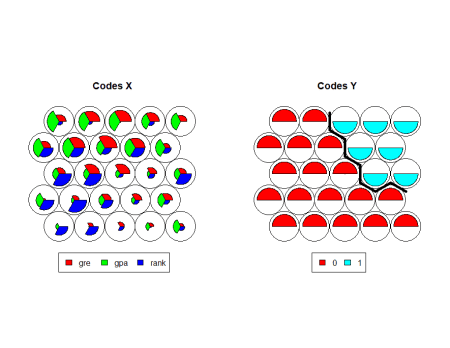 Codes X
Codes Y
gre gpa rank
0 1